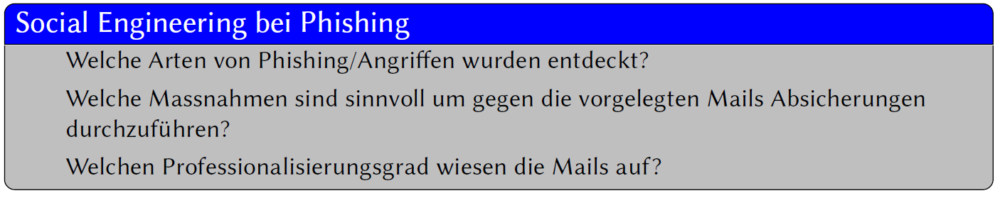 Social Engineering bei Phishing
Welche Arten von Phishing/Angriffen wurden entdeckt?
Welche Massnahmen sind sinnvoll um gegen die vorgelegten Mails Absicherungen
durchzuführen?
Welchen Professionalisierungsgrad wiesen die Mails auf?